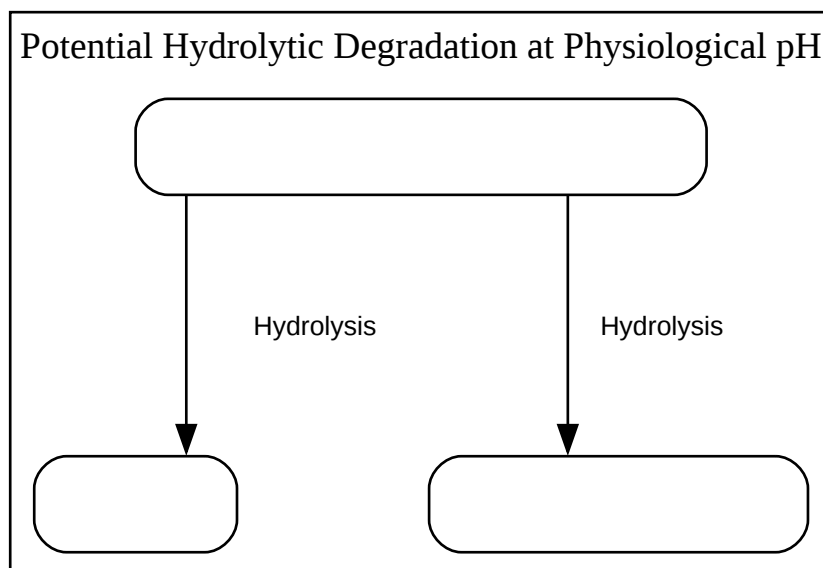 Potential Hydrolytic Degradation at Physiological pH
Hydrolysis
Hydrolysis